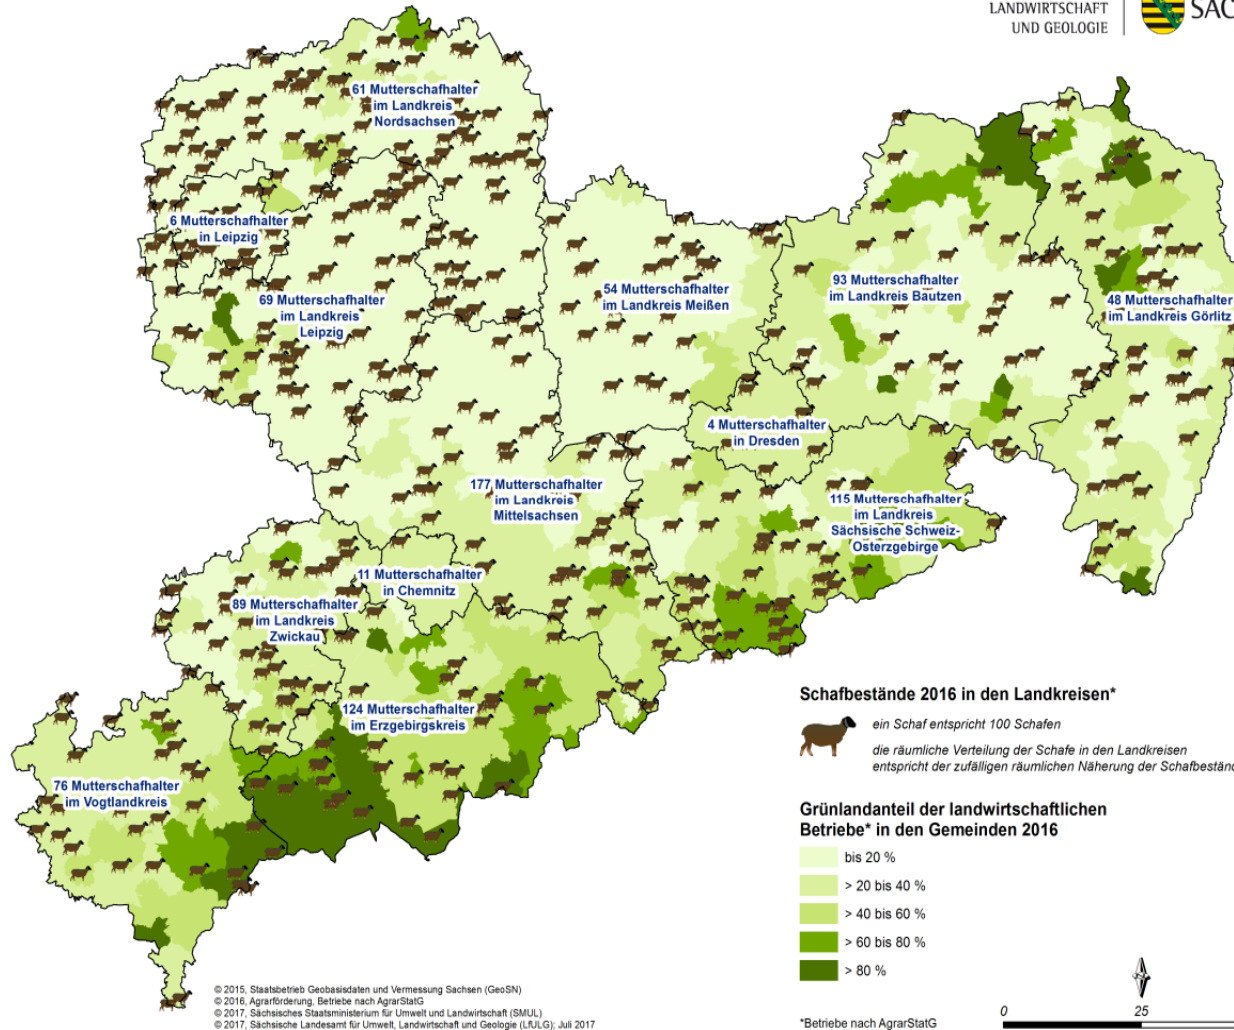 LANDWIRTSCHAFT
UND GEOLOGIE
61 Mutterschafhalter
im Landkreis
Nordsachsen
6 Mutterschafhalter
in Leipzig
69 Mutterschafhalter
im Landkreis
Leipzig
54 Mutterschafhalter
im Landkreis Meißen
93 Mutterschafhalter
im Landkreis Bautzen
48 Mutterschafhalter
im Landkreis Görlitz
4 Mutterschafhalter
in Dresden
177 Mutterschafhalter
im Landkreis
Mittelsachsen
115 Mutterschafhalter
im Landkreis
Sächsische Schweiz-
Osterzgebirge
11 Mutterschafhalter
in Chemnitz
89 Mutterschafhalter
im Landkreis
Zwickau
124 Mutterschafhalter
im Erzgebirgskreis
76 Mutterschafhalter
im Vogtlandkreis
Schafbestände 2016 in den Landkreisen*
ein Schaf entspricht 100 Schafen
die räumliche Verteilung der Schafe in den Landkreisen
entspricht der zufälligen räumlichen Näherung der
Grünlandanteil der landwirtschaftlichen
Betriebe* in den Gemeinden 2016
bis 20 %
> 20 bis 40 %
> 40 bis 60 %
> 60 bis 80 %
> 80 %
*Betriebe nach AgrarStatG
0 25
© 2015, Staatsbetrieb Geobasisdaten und Vermessung Sachsen (GeoSN)
© 2016, Agrarförderung, Betriebe nach AgrarStatG
© 2017, Sächsisches Staatsministerium für Umwelt und Landwirtschaft (SMUL)
© 2017, Sächsische Landesamt für Umwelt, Landwirtschaft und Geologie (LfULG); Juli 2017